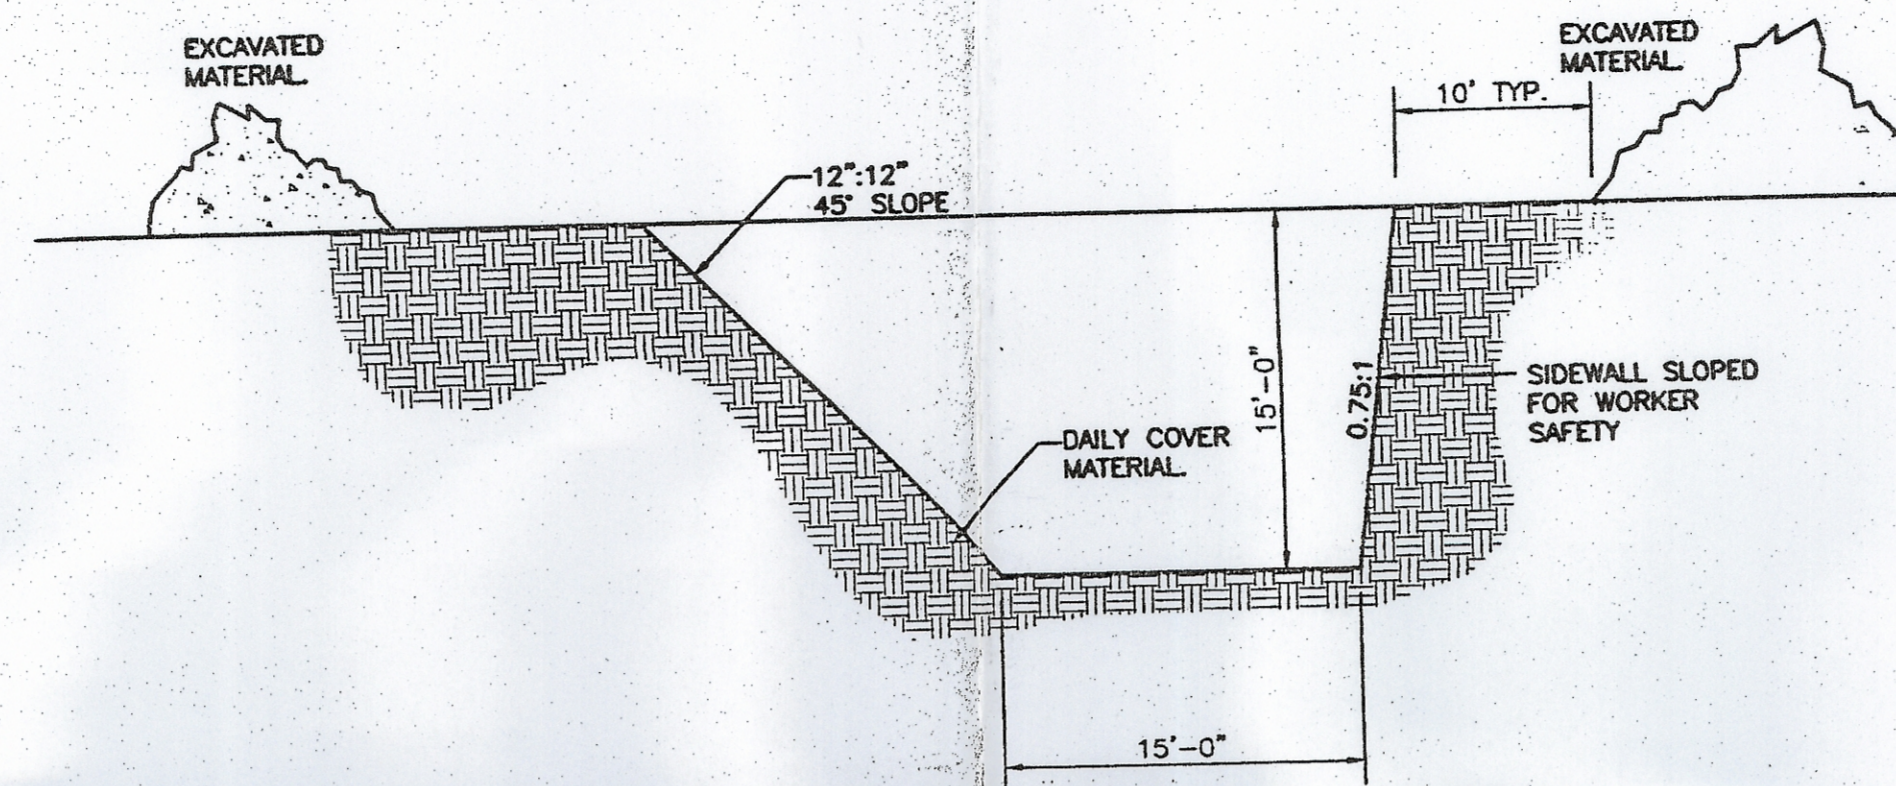 EXCAVATED
MATERIAL.
EXCAVATED
MATERIAL.
10' TYP.
12":12"
45° SLOPE
15'-0"
0.75:1
SIDEWALL SLOPED
FOR WORKER
SAFETY
DAILY COVER
MATERIAL.
15'-0"